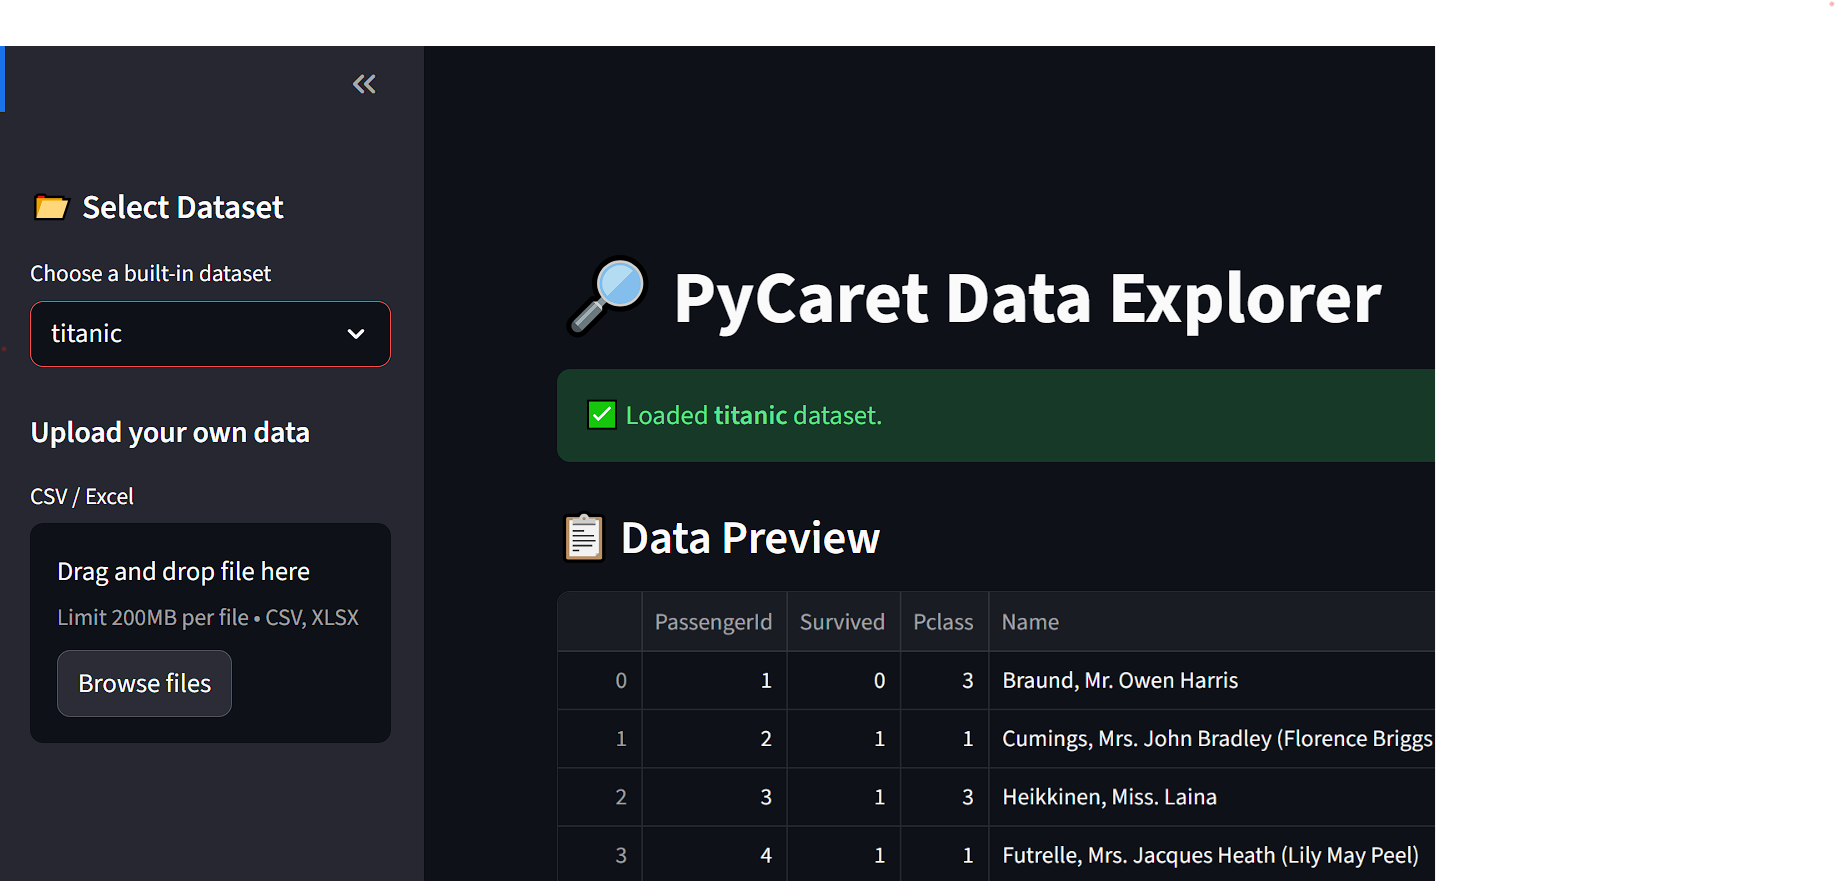 Select Dataset
Choose a built-in dataset
titanic
Upload your own data
CSV / Excel
Drag and drop file here
Limit 200MB per file • CSV, XLSX
Browse files
PyCaret Data Explorer
Loaded titanic dataset.
Data Preview
PassengerId Survived Pclass Name
0 1 0 3 Braund, Mr. Owen Harris
1 2 1 1 Cumings, Mrs. John Bradley (Florence Briggs
2 3 1 3 Heikkinen, Miss. Laina
3 4 1 1 Futrelle, Mrs. Jacques Heath (Lily May Peel)